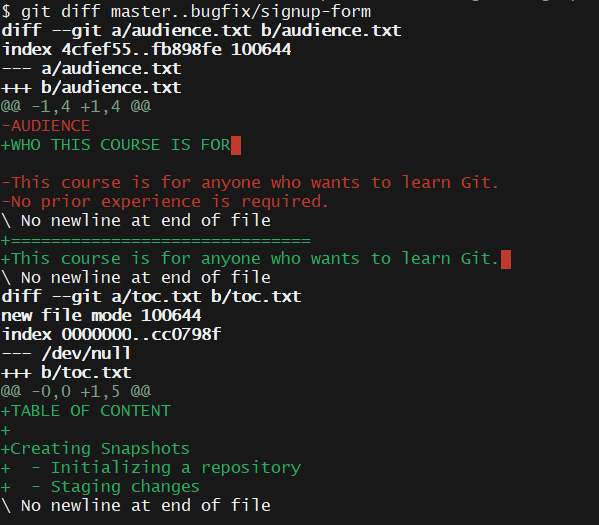 $ git diff master..bugfix/signup-form
diff --git a/audience.txt b/audience.txt
index 4cfef55..fb898fe 100644
--- a/audience.txt
+++ b/audience.txt
@@ -1,4 +1,4 @@
-AUDIENCE
+WHO THIS COURSE IS FOR

-This course is for anyone who wants to learn Git.
-No prior experience is required.
\ No newline at end of file
+==============================
+This course is for anyone who wants to learn Git.
\ No newline at end of file
diff --git a/toc.txt b/toc.txt
new file mode 100644
index 0000000..cc0798f
--- /dev/null
+++ b/toc.txt
@@ -0,0 +1,5 @@
+TABLE OF CONTENT
+
+Creating Snapshots
+  - Initializing a repository
+  - Staging changes
\ No newline at end of file